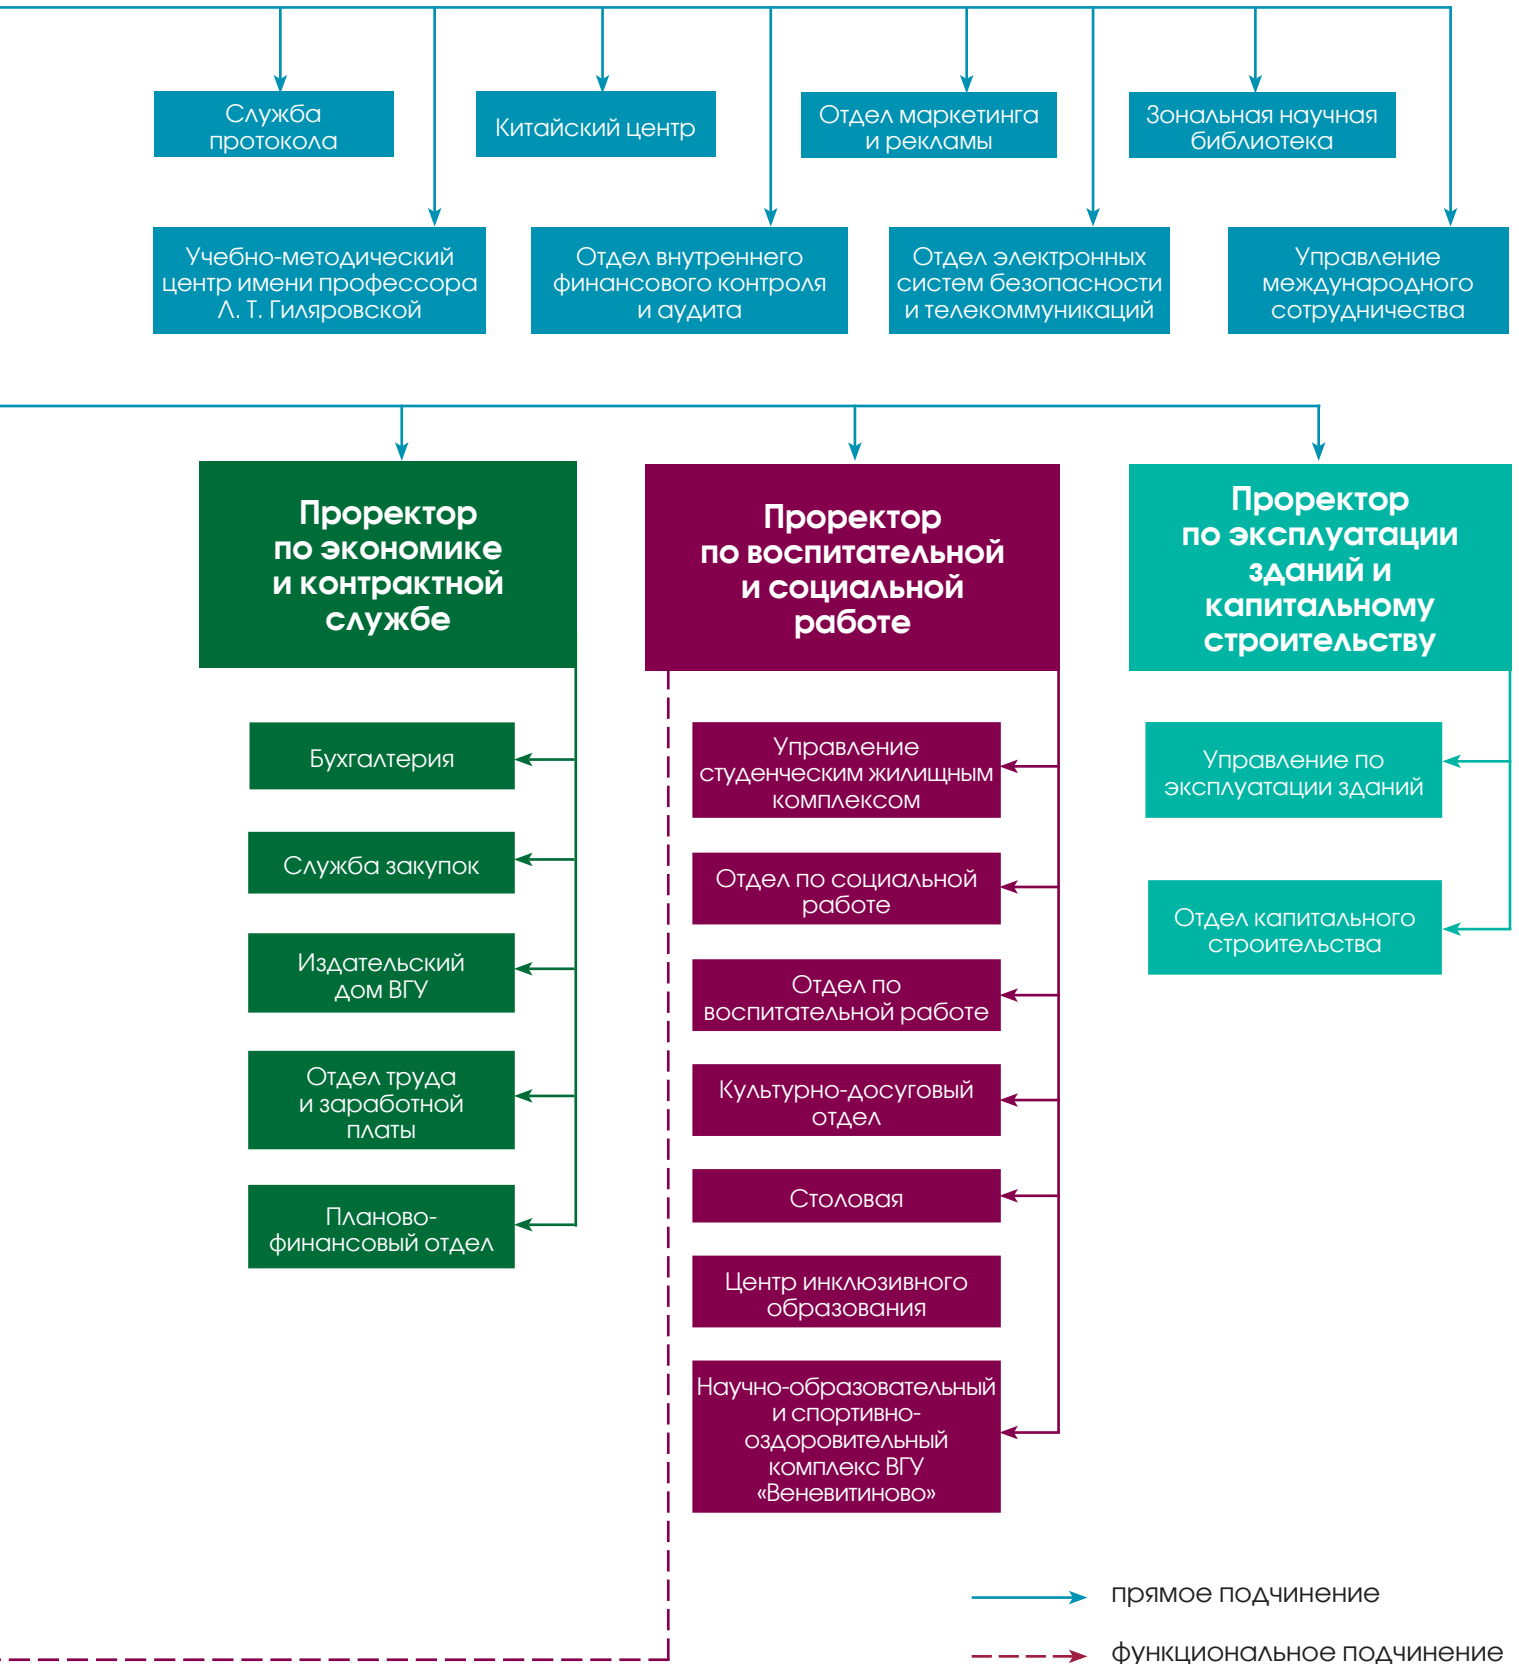 Служба
протокола
Китайский центр
Отдел маркетинга
и рекламы
Зональная научная
библиотека
Учебно-методический
центр имени профессора
Л. Т. Гиляровской
Отдел внутреннего
финансового контроля
и аудита
Отдел электронных
систем безопасности
и телекоммуникаций
Управление
международного
сотрудничества
Проректор
по экономике
и контрактной
службе
Бухгалтерия
Служба закупок
Издательский
дом ВГУ
Отдел труда
и заработной
платы
Планово-
финансовый отдел
Проректор
по воспитательной
и социальной
работе
Управление
студенческим жилищным
комплексом
Отдел по социальной
работе
Отдел по
воспитательной работе
Культурно-досуговый
отдел
Столовая
Центр инклюзивного
образования
Научно-образовательный
и спортивно-
оздоровительный
комплекс ВГУ
«Веневитиново»
Проректор
по эксплуатации
зданий и
капитальному
строительству
Управление по
эксплуатации зданий
Отдел капитального
строительства
прямое подчинение
функциональное подчинение